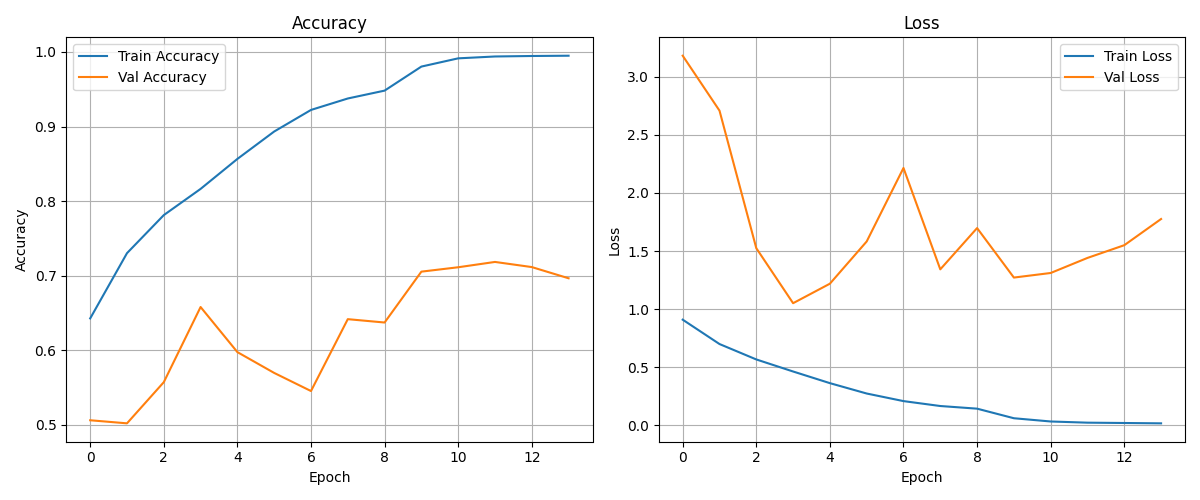 Accuracy
Train Accuracy
Val Accuracy
1.0
0.9
0.8
0.7
0.6
0.5
Accuracy
0 2 4 6 8 10 12
Epoch
Loss
Train Loss
Val Loss
3.0
2.5
2.0
1.5
1.0
0.5
0.0
Loss
0 2 4 6 8 10 12
Epoch